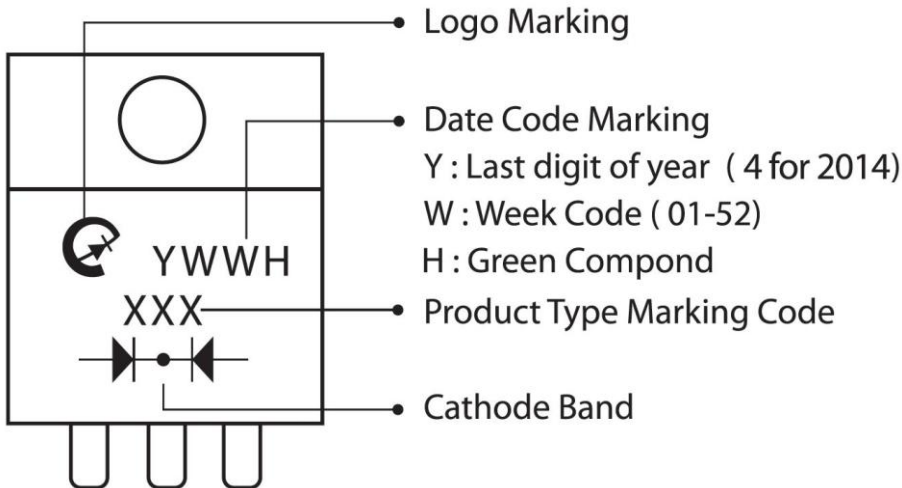 Logo Marking
Date Code Marking
Y : Last digit of year ( 4 for 2014)
W : Week Code ( 01-52)
H : Green Compond
YWWH
XXX
Product Type Marking Code
Cathode Band